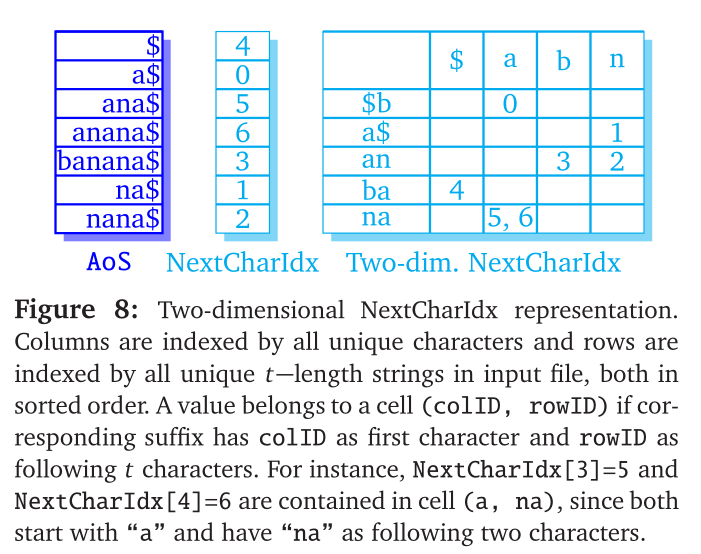 $ 4 $ a b n
a$ 0
ana$ 5 $b 0
anana$ 6 a$ 1
banana$ 3 an 3 2
na$ 1 ba 4
nana$ 2 na 5, 6
AoS NextCharIdx Two-dim. NextCharIdx
Figure 8: Two-dimensional NextCharIdx representation.
Columns are indexed by all unique characters and rows are
indexed by all unique t—length strings in input file, both in
sorted order. A value belongs to a cell (colID, rowID) if cor-
responding suffix has colID as first character and rowID as
following t characters. For instance, NextCharIdx[3]=5 and
NextCharIdx[4]=6 are contained in cell (a, na), since both
start with “a” and have “na” as following two characters.